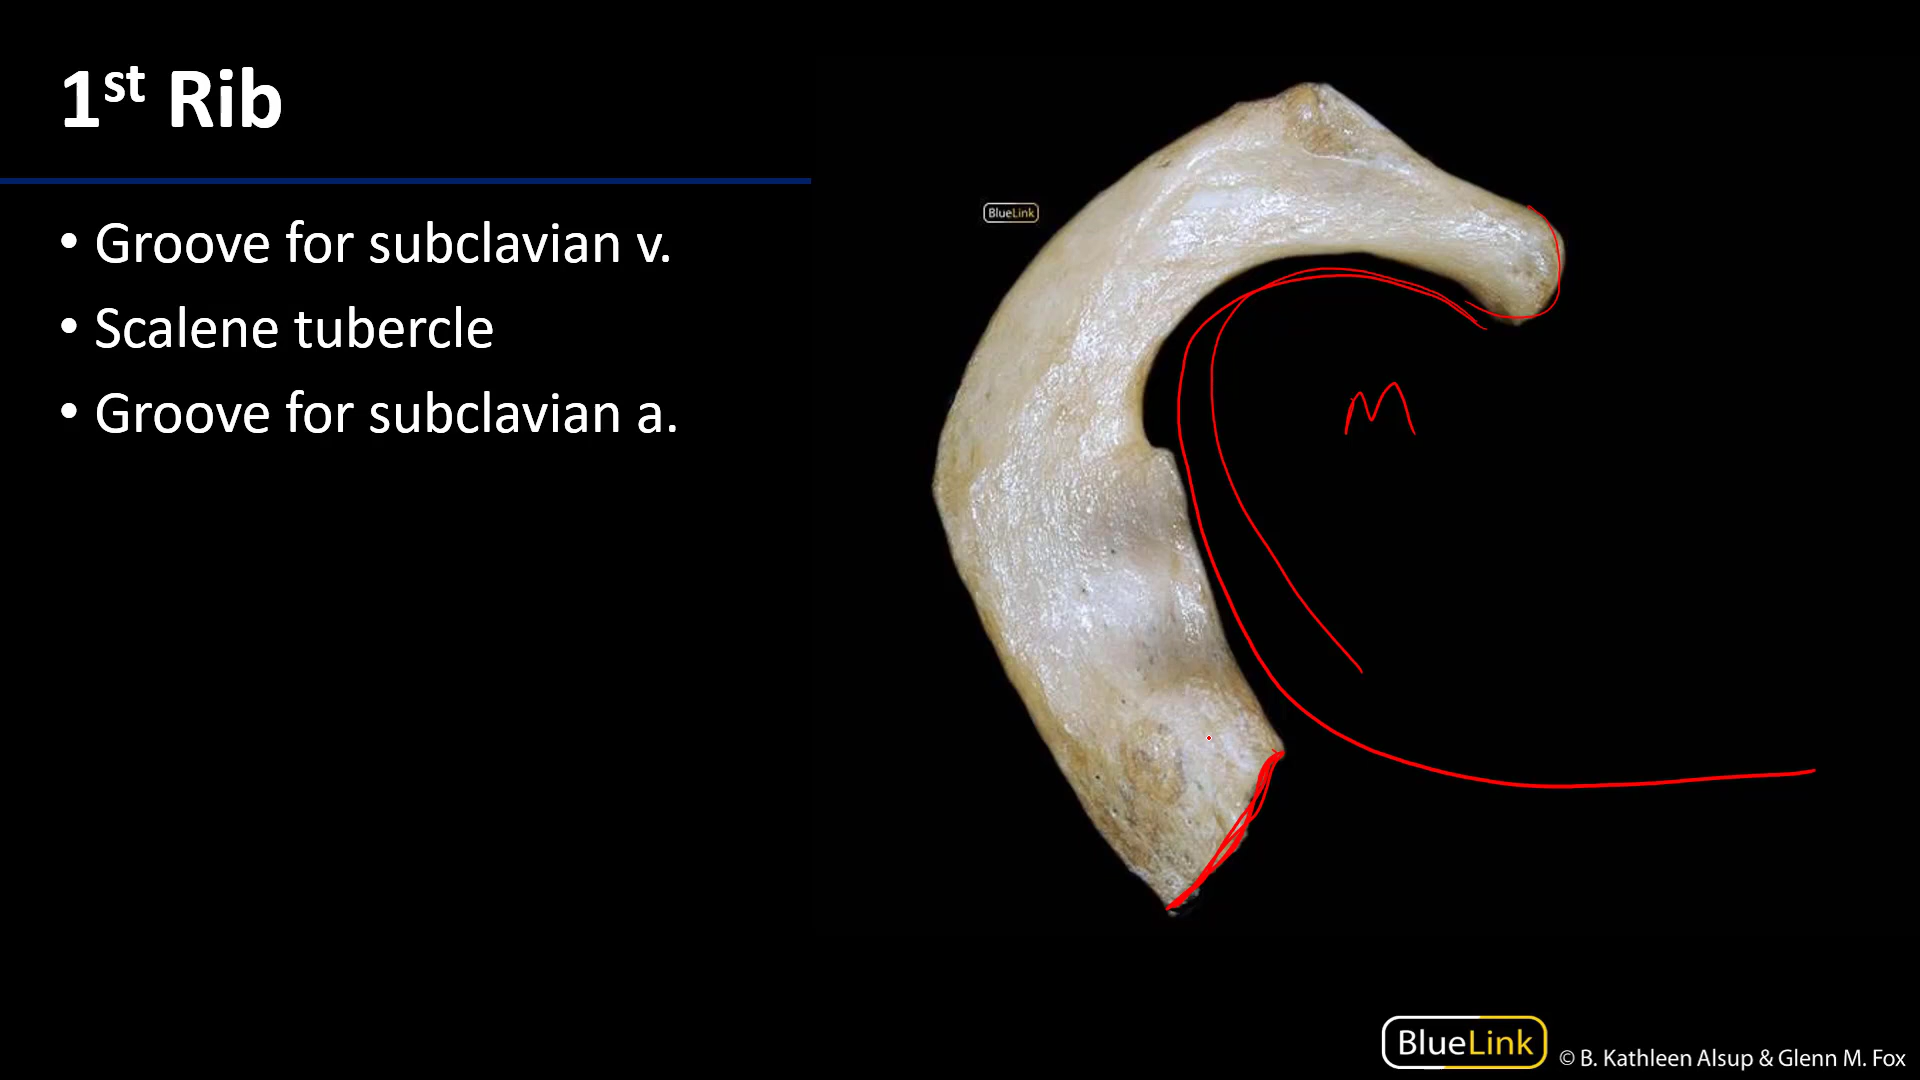 1st Rib
• Groove for subclavian v.
• Scalene tubercle
• Groove for subclavian a.
BlueLink
M
BlueLink
© B. Kathleen Alsup & Glenn M. Fox